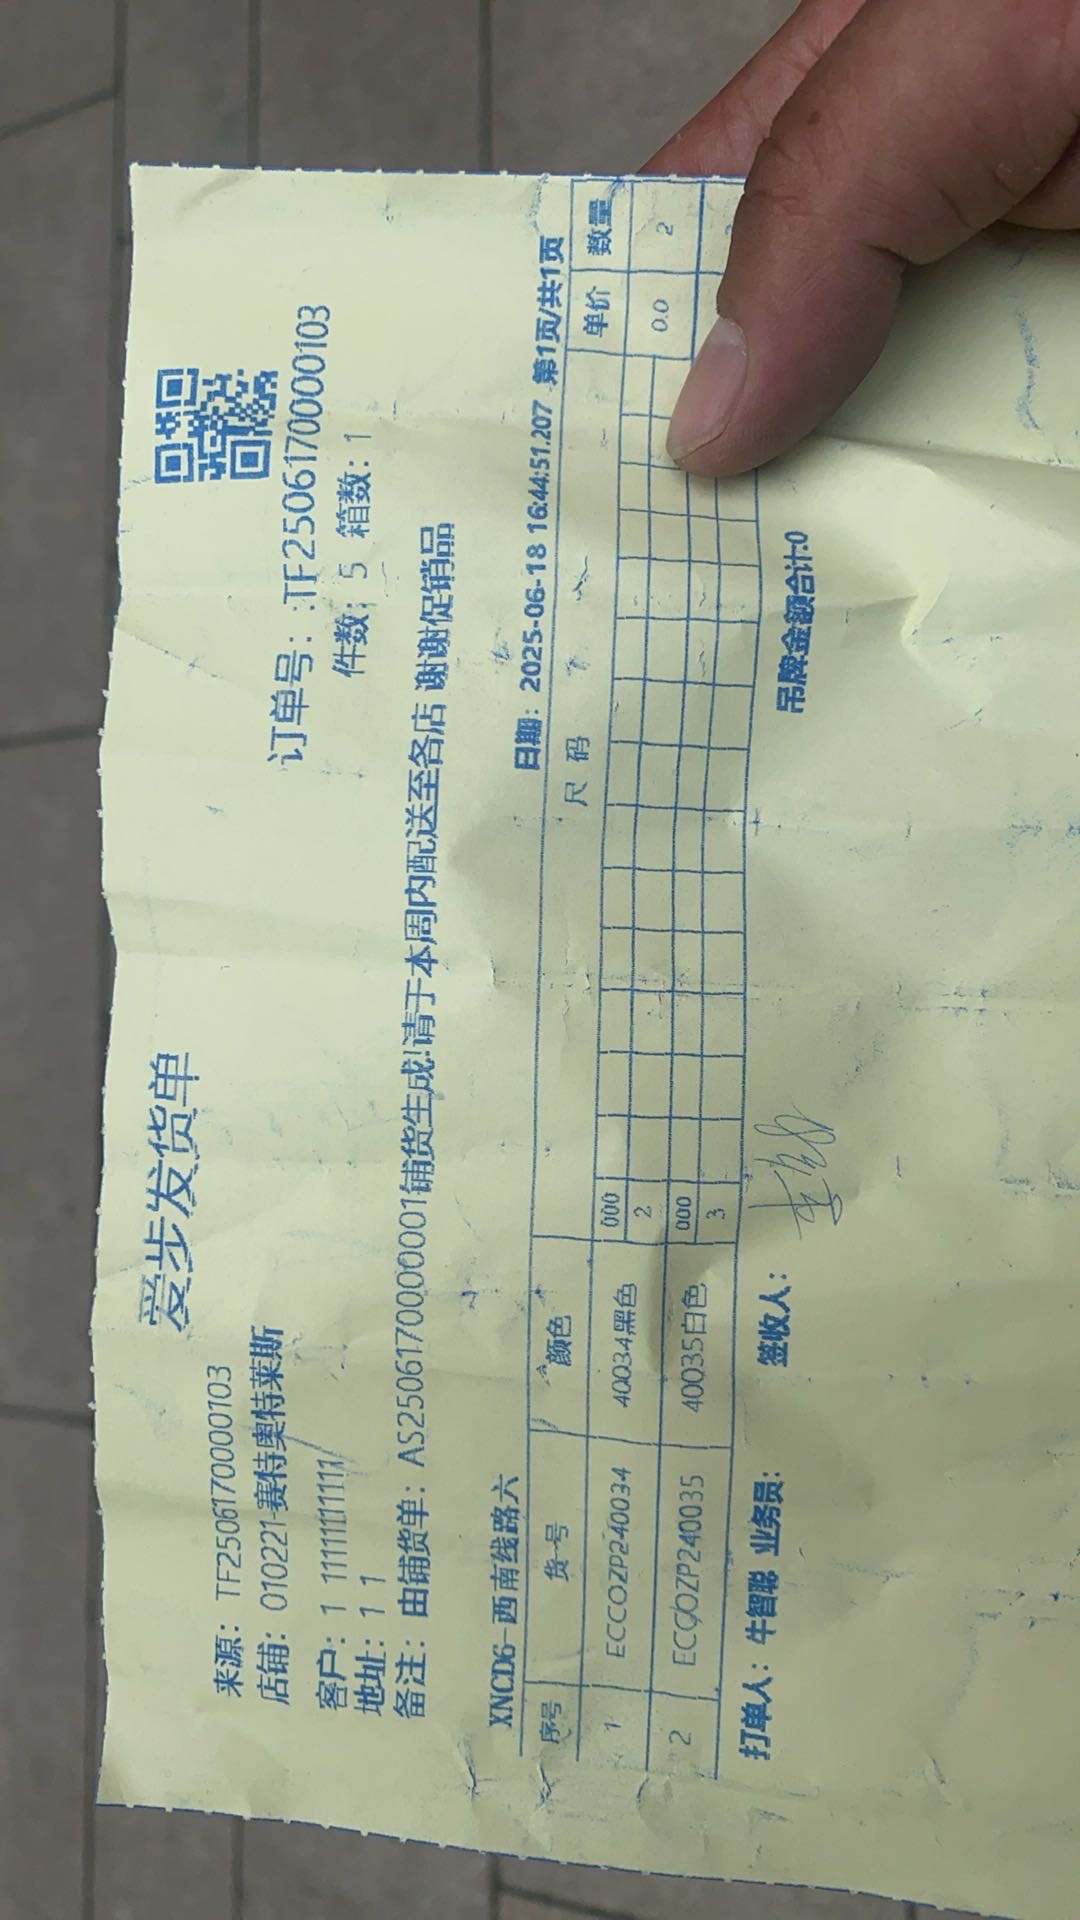 爱步发货单
来源： TF250617000103
订单号：:TF250617000103
店铺：010221-赛特奥特莱斯
件数：5 箱数：1
客户：1 11111111111
地址：1 1
备注：由铺货单：AS250617000001铺货生成!请于本周内配送至各店 谢谢促销品
XNCD6-西南线路六 日期：2025-06-18 16:44:51.207 第1页/共1页
序号 货号 颜色 尺码 单价 数量
1 ECCOZP240034 40034黑色 000 0.0 2
2
2 ECCOZP240035 40035白色 000
3
打单人：牛智聪 业务员： 签收人： 吊牌金额合计:0